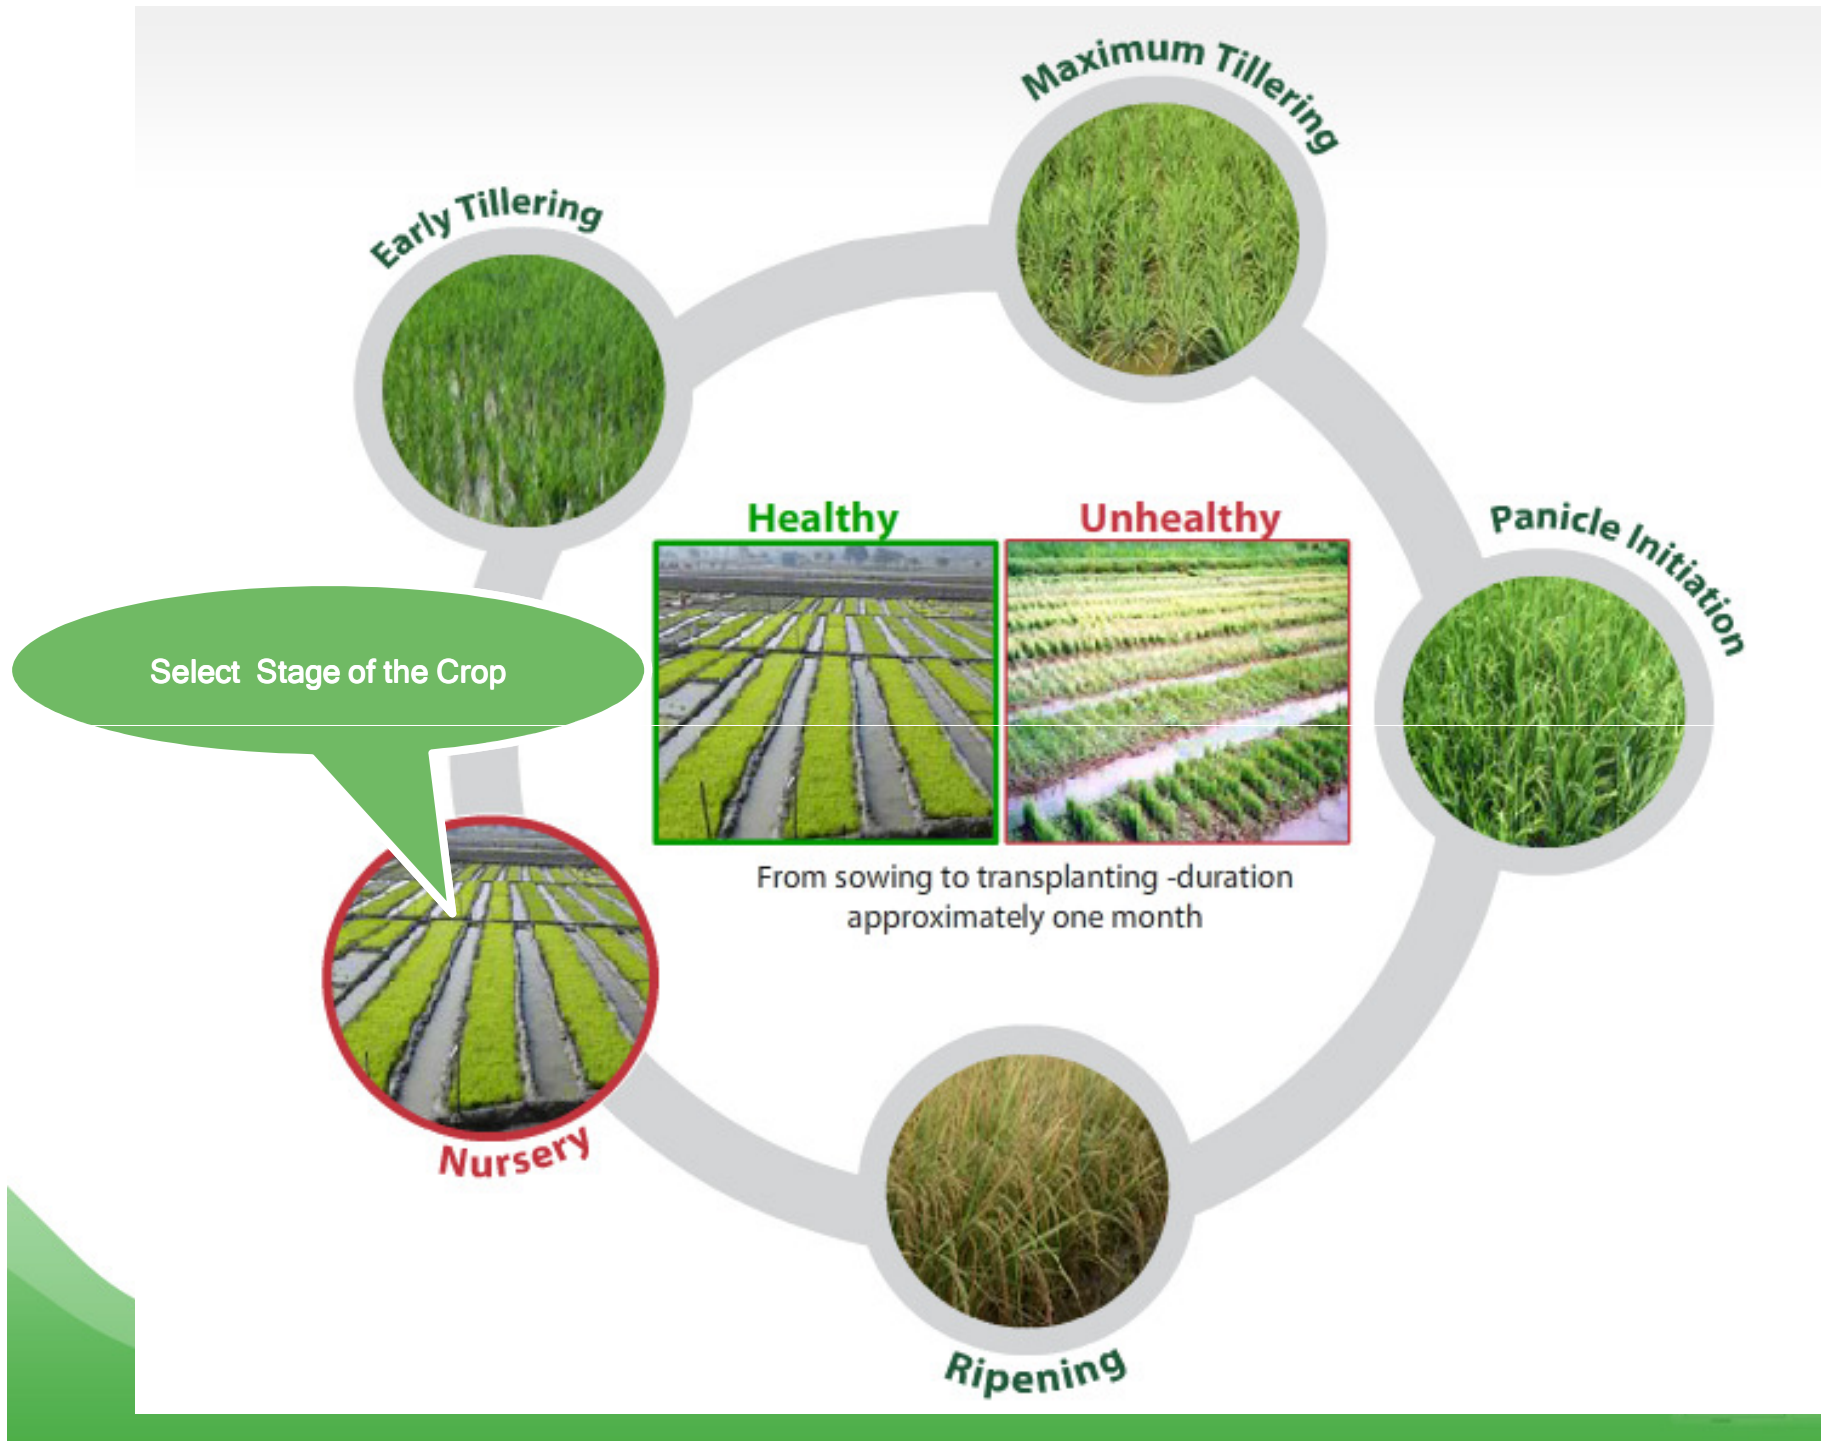 Maximum Tillering
Early Tillering
Healthy
Unhealthy
Panicle Initiation
Select  Stage of the Crop
From sowing to transplanting -duration
approximately one month
Nursery
Ripening